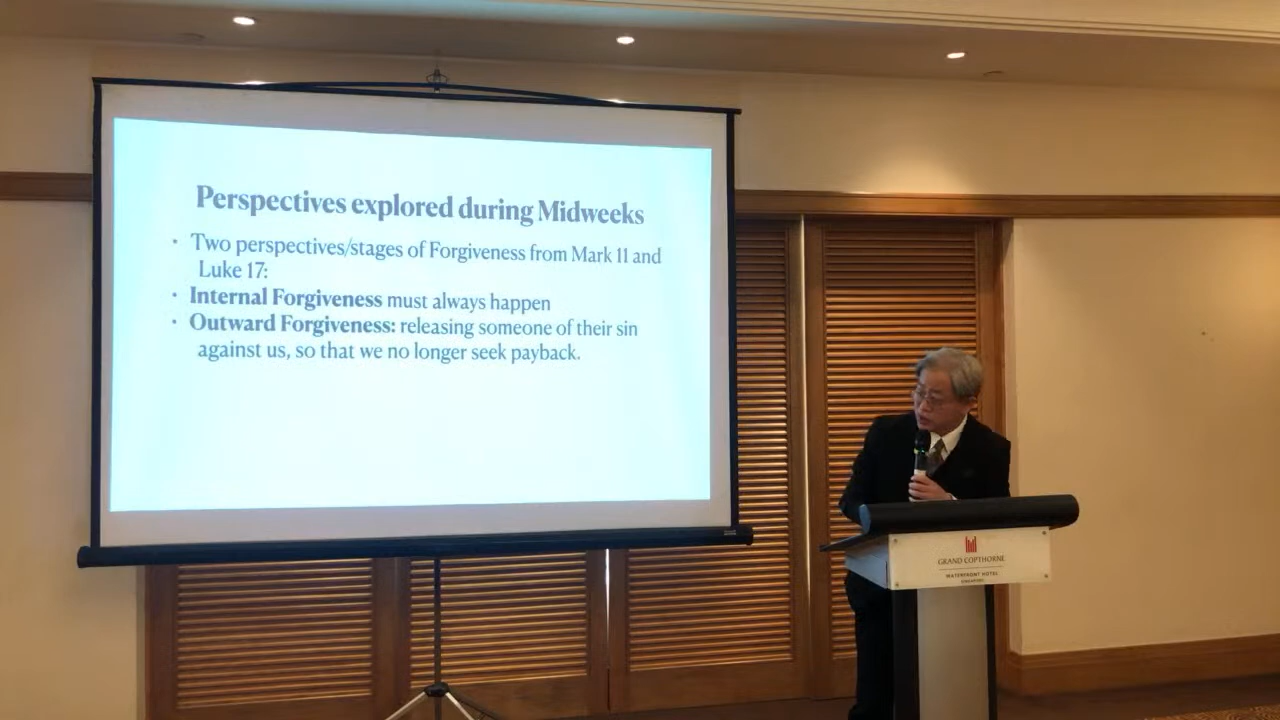 Perspectives explored during Midweeks
• Two perspectives/stages of Forgiveness from Mark 11 and
Luke 17:
• Internal Forgiveness must always happen
• Outward Forgiveness: releasing someone of their sin
against us, so that we no longer seek payback.
GRAND COPTHORNE
WATERFRONT HOTEL
SINGAPORE